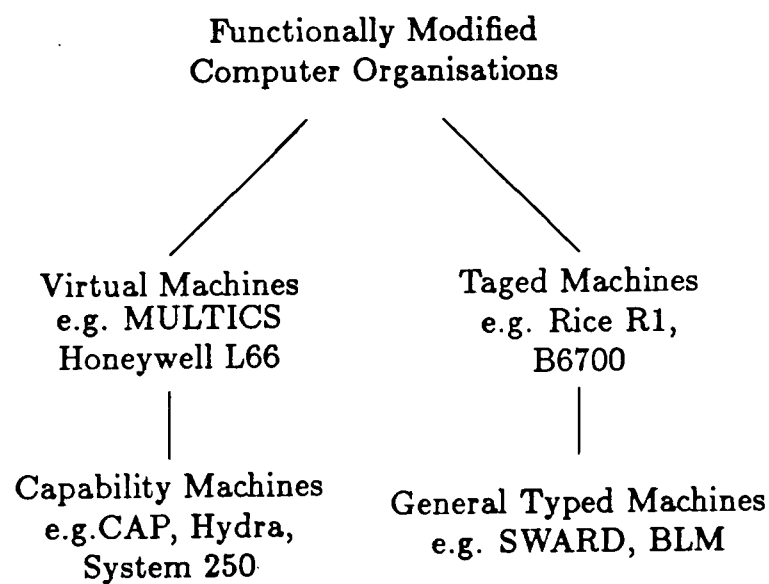 Functionally Modified
Computer Organisations
Virtual Machines
e.g. MULTICS
Honeywell L66
Taged Machines
e.g. Rice R1,
B6700
Capability Machines
e.g.CAP, Hydra,
System 250
General Typed Machines
e.g. SWARD, BLM